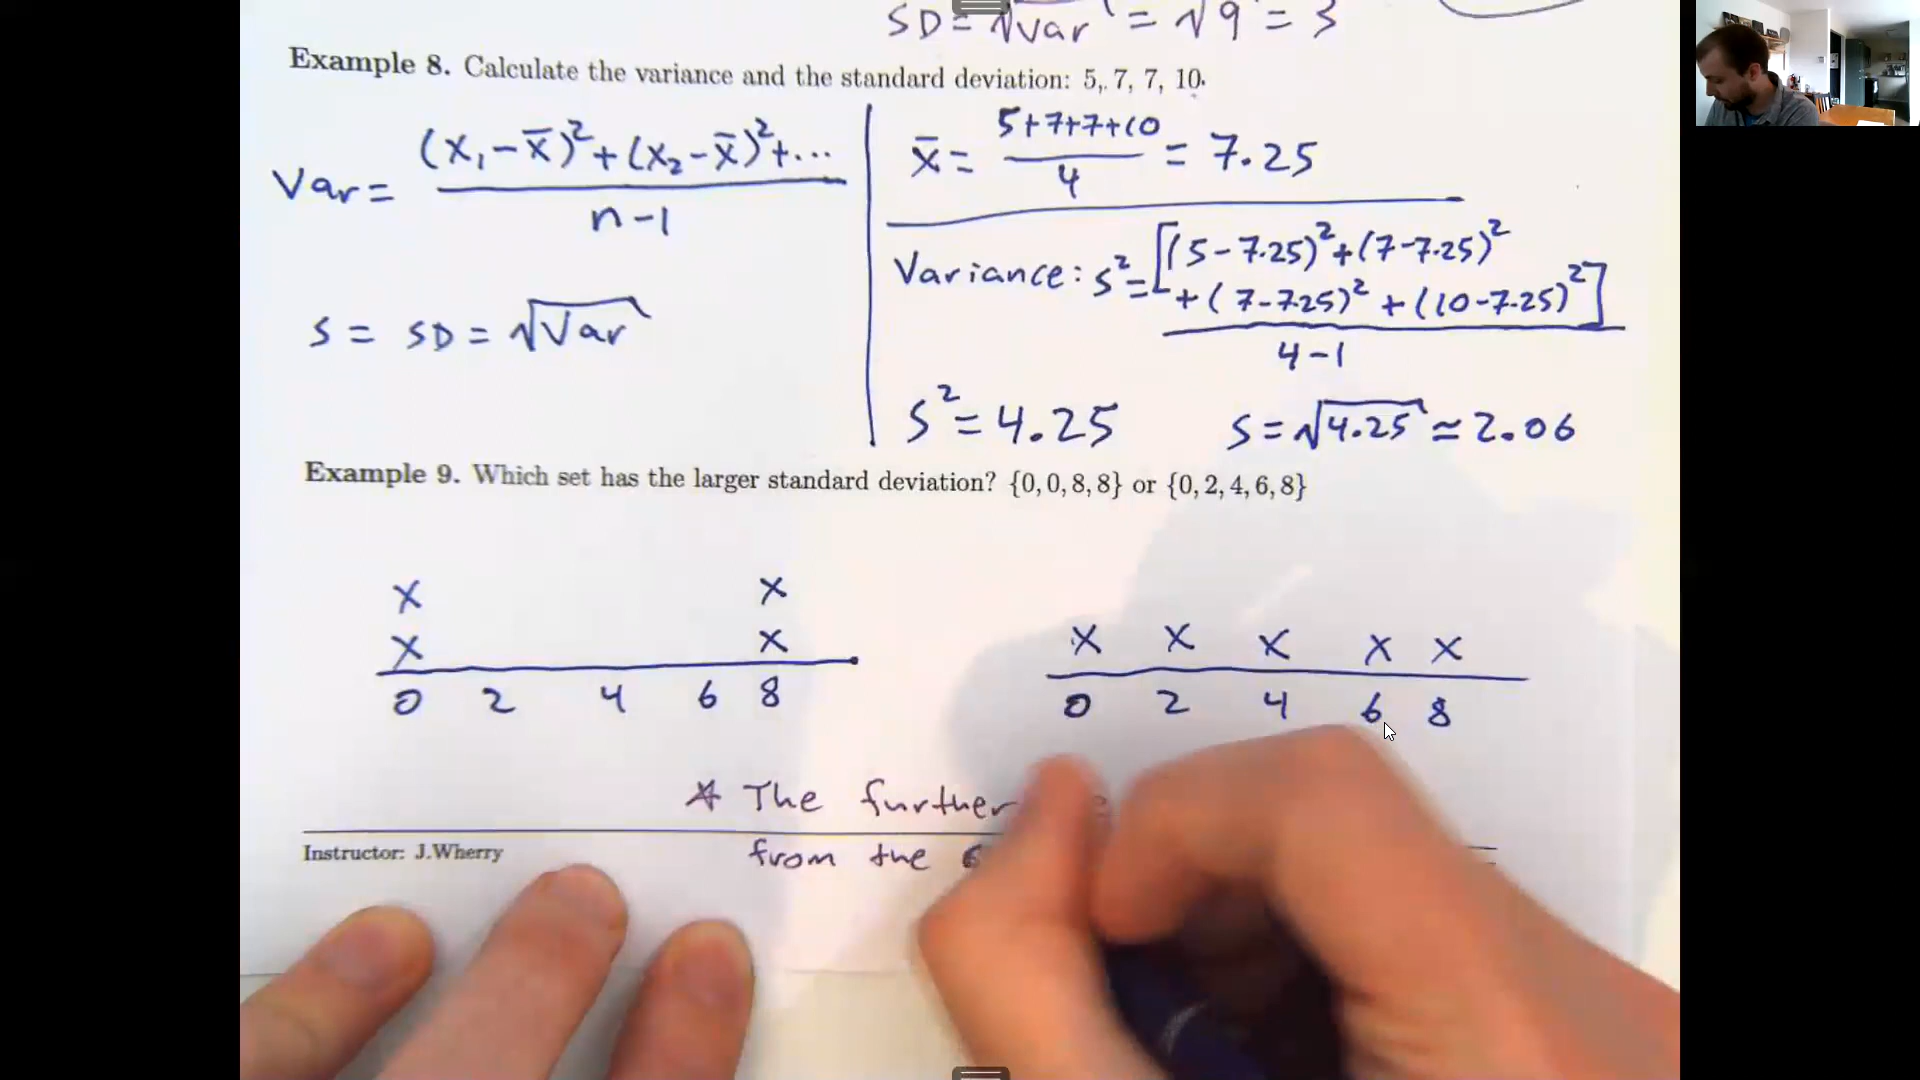 SD = √Var = √9 = 3
Example 8. Calculate the variance and the standard deviation: 5, 7, 7, 10.
Var = (x₁ − x̄)² + (x₂ − x̄)² + ...
n − 1
S = SD = √Var
x̄ = 5+7+7+10 = 7.25
4
Variance: s² = [(5 − 7.25)² + (7 − 7.25)²
+ (7 − 7.25)² + (10 − 7.25)²]
4 − 1
S² = 4.25
S = √4.25 ≃ 2.06
Example 9. Which set has the larger standard deviation? {0, 0, 8, 8} or {0, 2, 4, 6, 8}
X X
X X
0 2 4 6 8
X X X X X
0 2 4 6 8
* The further
from the
Instructor: J.Wherry